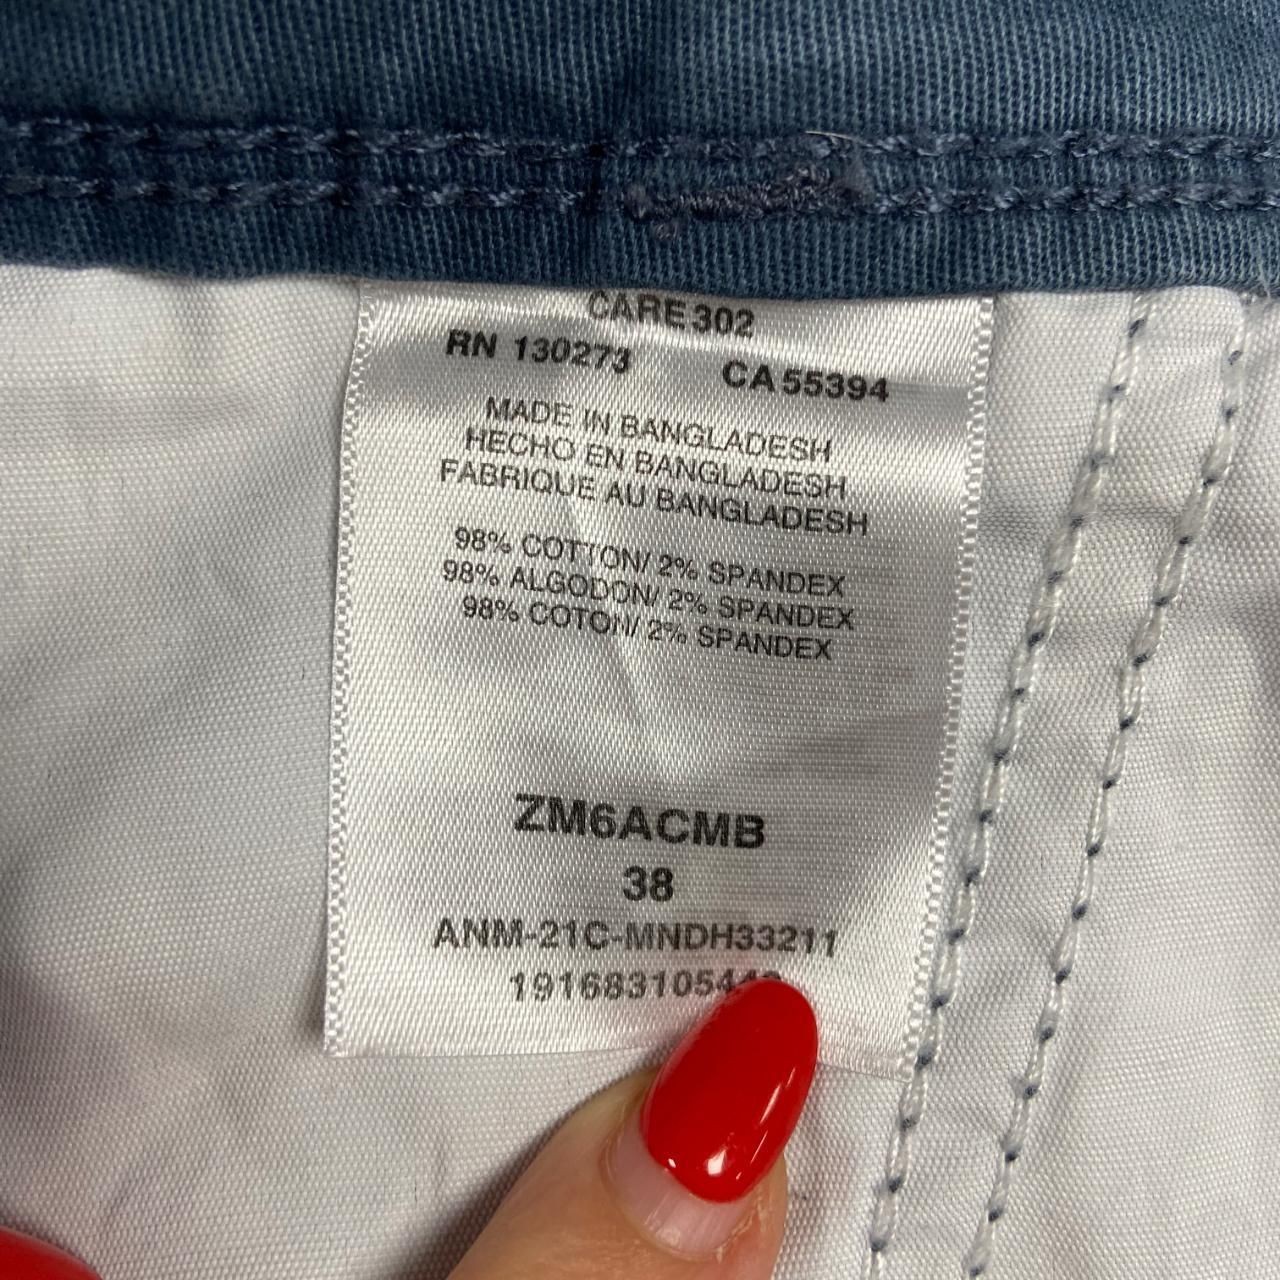 CARE 302
RN 130273 CA 55394
MADE IN BANGLADESH
HECHO EN BANGLADESH
FABRIQUE AU BANGLADESH
98% COTTON/ 2% SPANDEX
98% ALGODON/ 2% SPANDEX
98% COTON/ 2% SPANDEX
ZM6ACMB
38
ANM-21C-MNDH33211